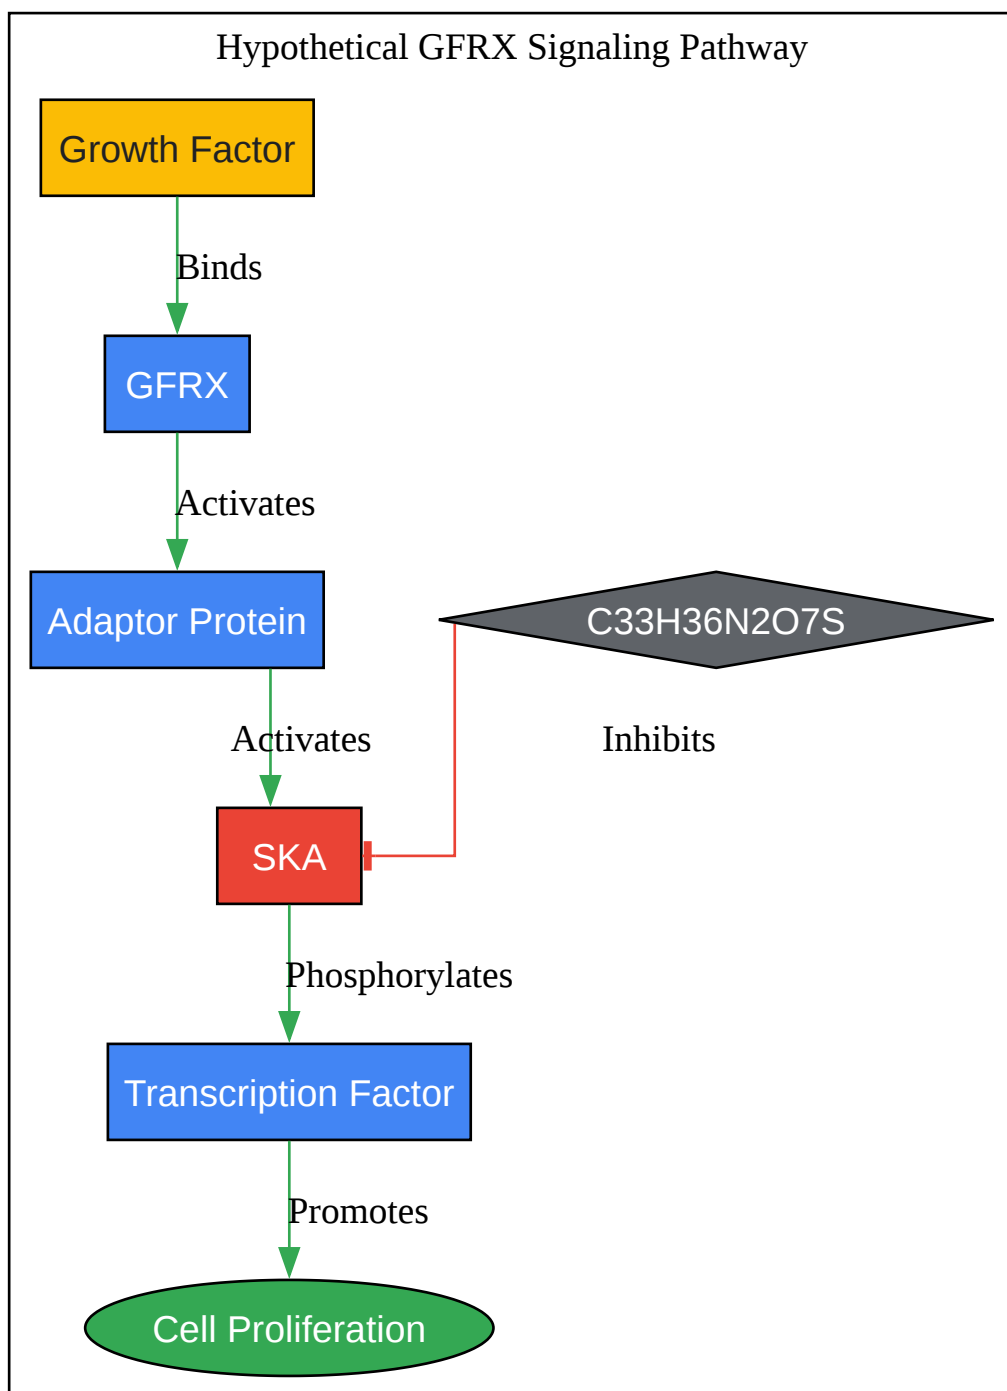 Hypothetical GFRX Signaling Pathway
Growth Factor
Binds
GFRX
Activates
Adaptor Protein
C33H36N2O7S
Activates
Inhibits
SKA
Phosphorylates
Transcription Factor
Promotes
Cell Proliferation